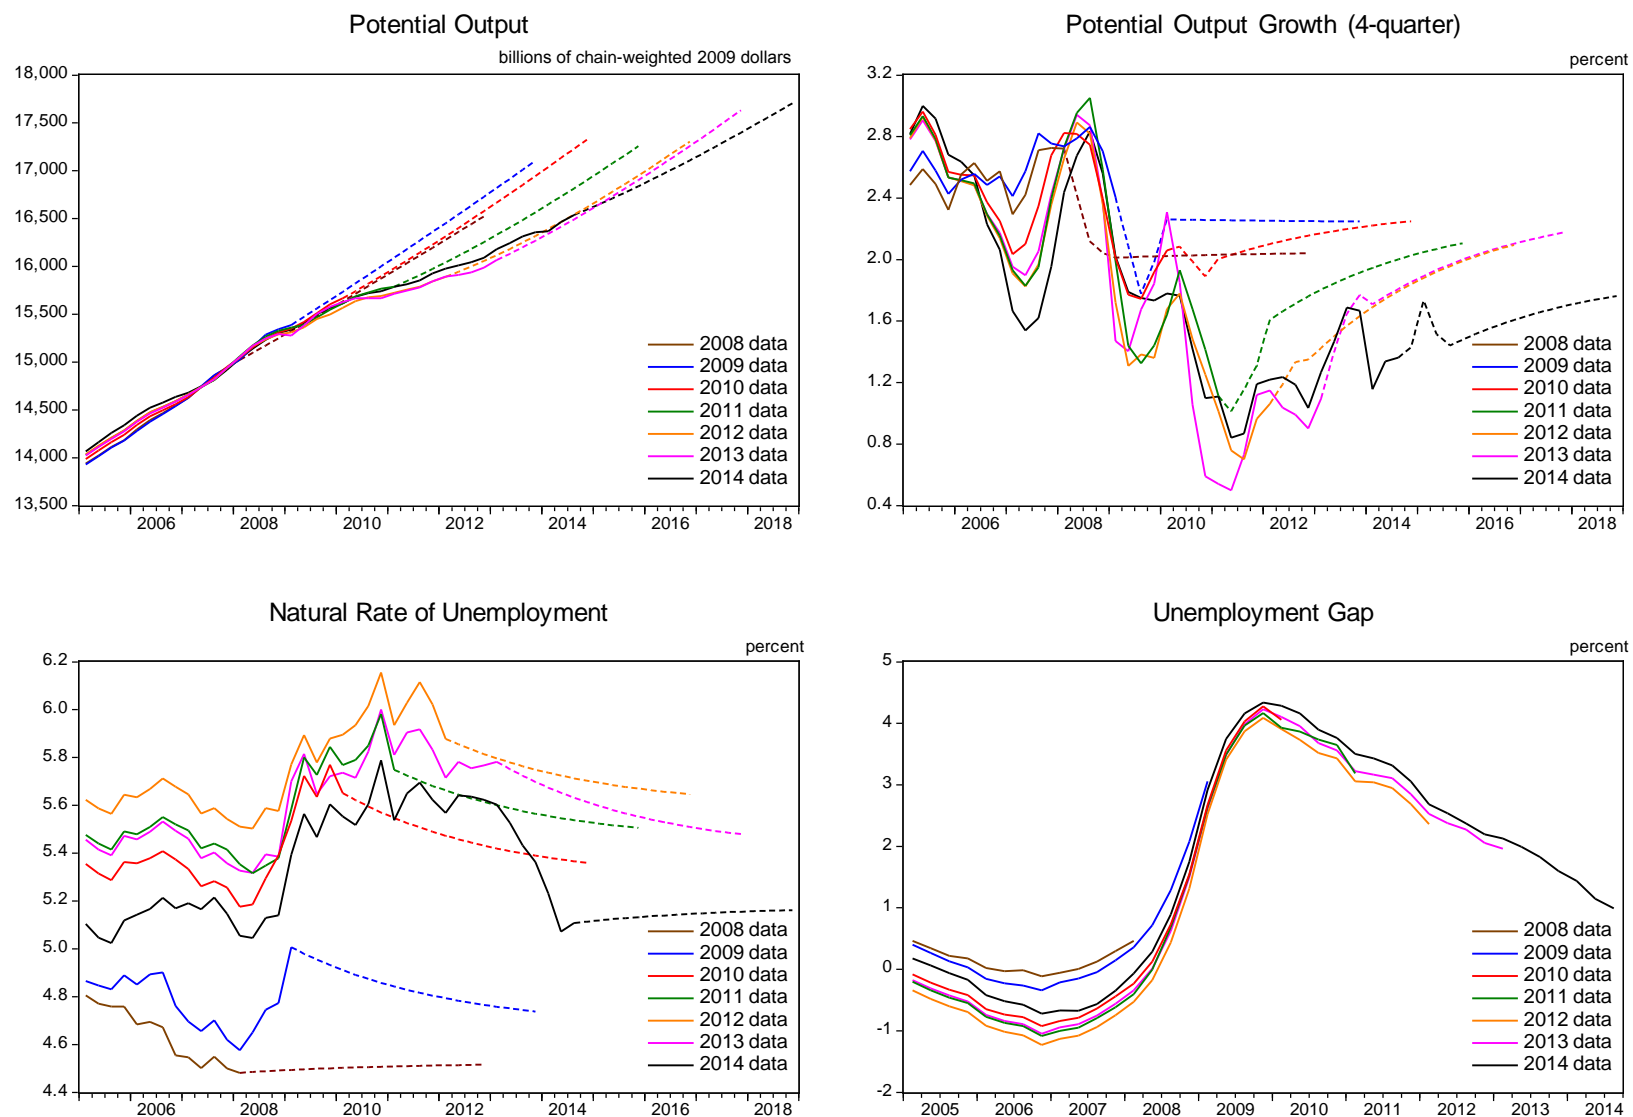 Potential Output
billions of chain-weighted 2009 dollars
18,000
17,500
17,000
16,500
16,000
15,500
15,000
14,500
14,000
13,500
2008 data
2009 data
2010 data
2011 data
2012 data
2013 data
2014 data
2006 2008 2010 2012 2014 2016 2018
Potential Output Growth (4-quarter)
percent
3.2
2.8
2.4
2.0
1.6
1.2
0.8
0.4
2008 data
2009 data
2010 data
2011 data
2012 data
2013 data
2014 data
2006 2008 2010 2012 2014 2016 2018
Natural Rate of Unemployment
percent
6.2
6.0
5.8
5.6
5.4
5.2
5.0
4.8
4.6
4.4
2008 data
2009 data
2010 data
2011 data
2012 data
2013 data
2014 data
2006 2008 2010 2012 2014 2016 2018
Unemployment Gap
percent
5
4
3
2
1
0
-1
-2
2008 data
2009 data
2010 data
2011 data
2012 data
2013 data
2014 data
2005 2006 2007 2008 2009 2010 2011 2012 2013 2014